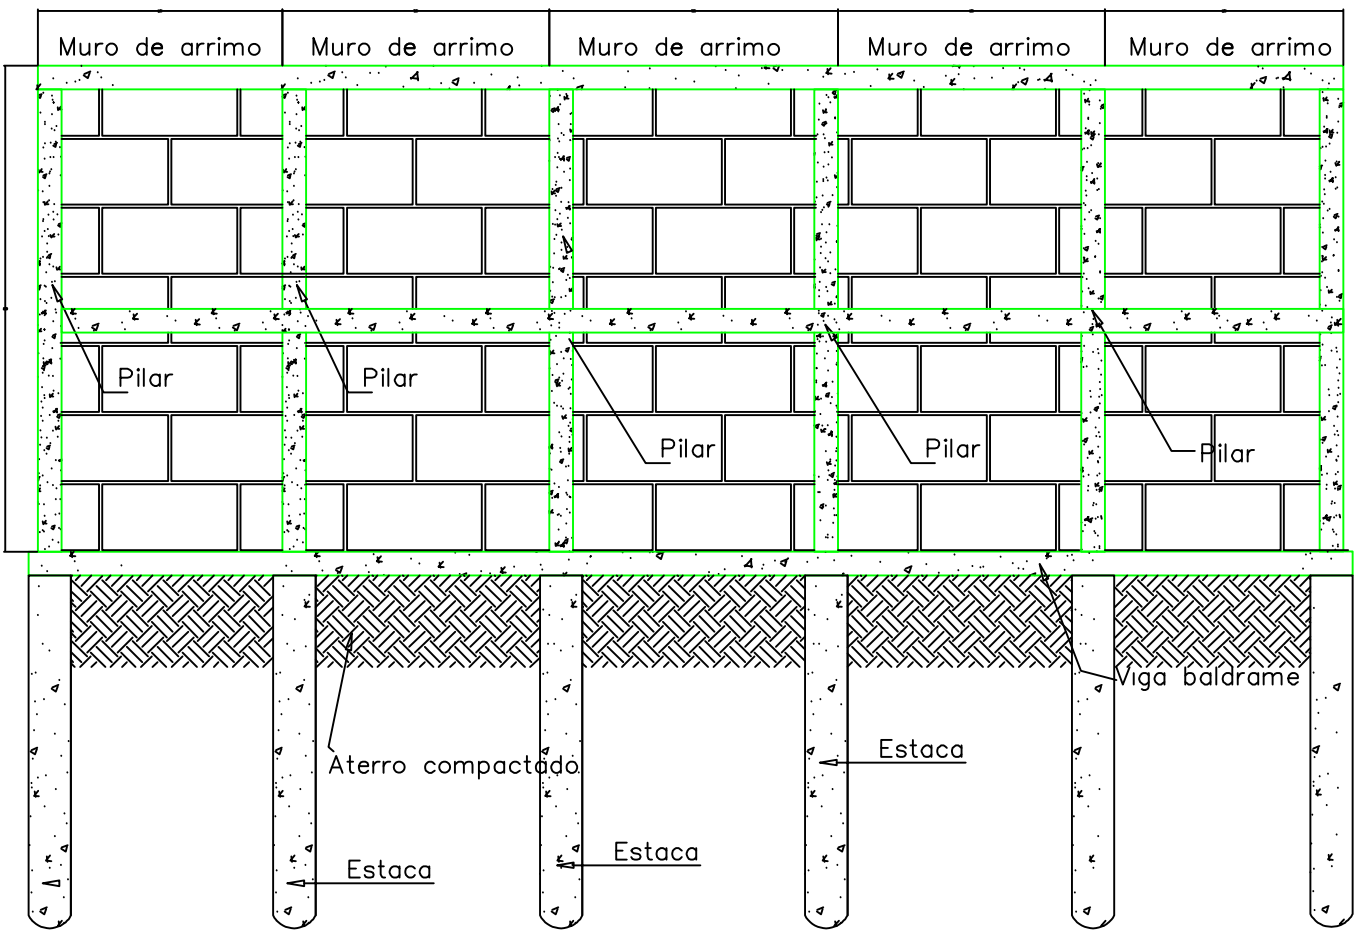 Muro de arrimo
Muro de arrimo
Muro de arrimo
Muro de arrimo
Muro de arrimo
Pilar
Pilar
Pilar
Pilar
Pilar
Viga baldrame
Aterro compactado
Estaca
Estaca
Estaca